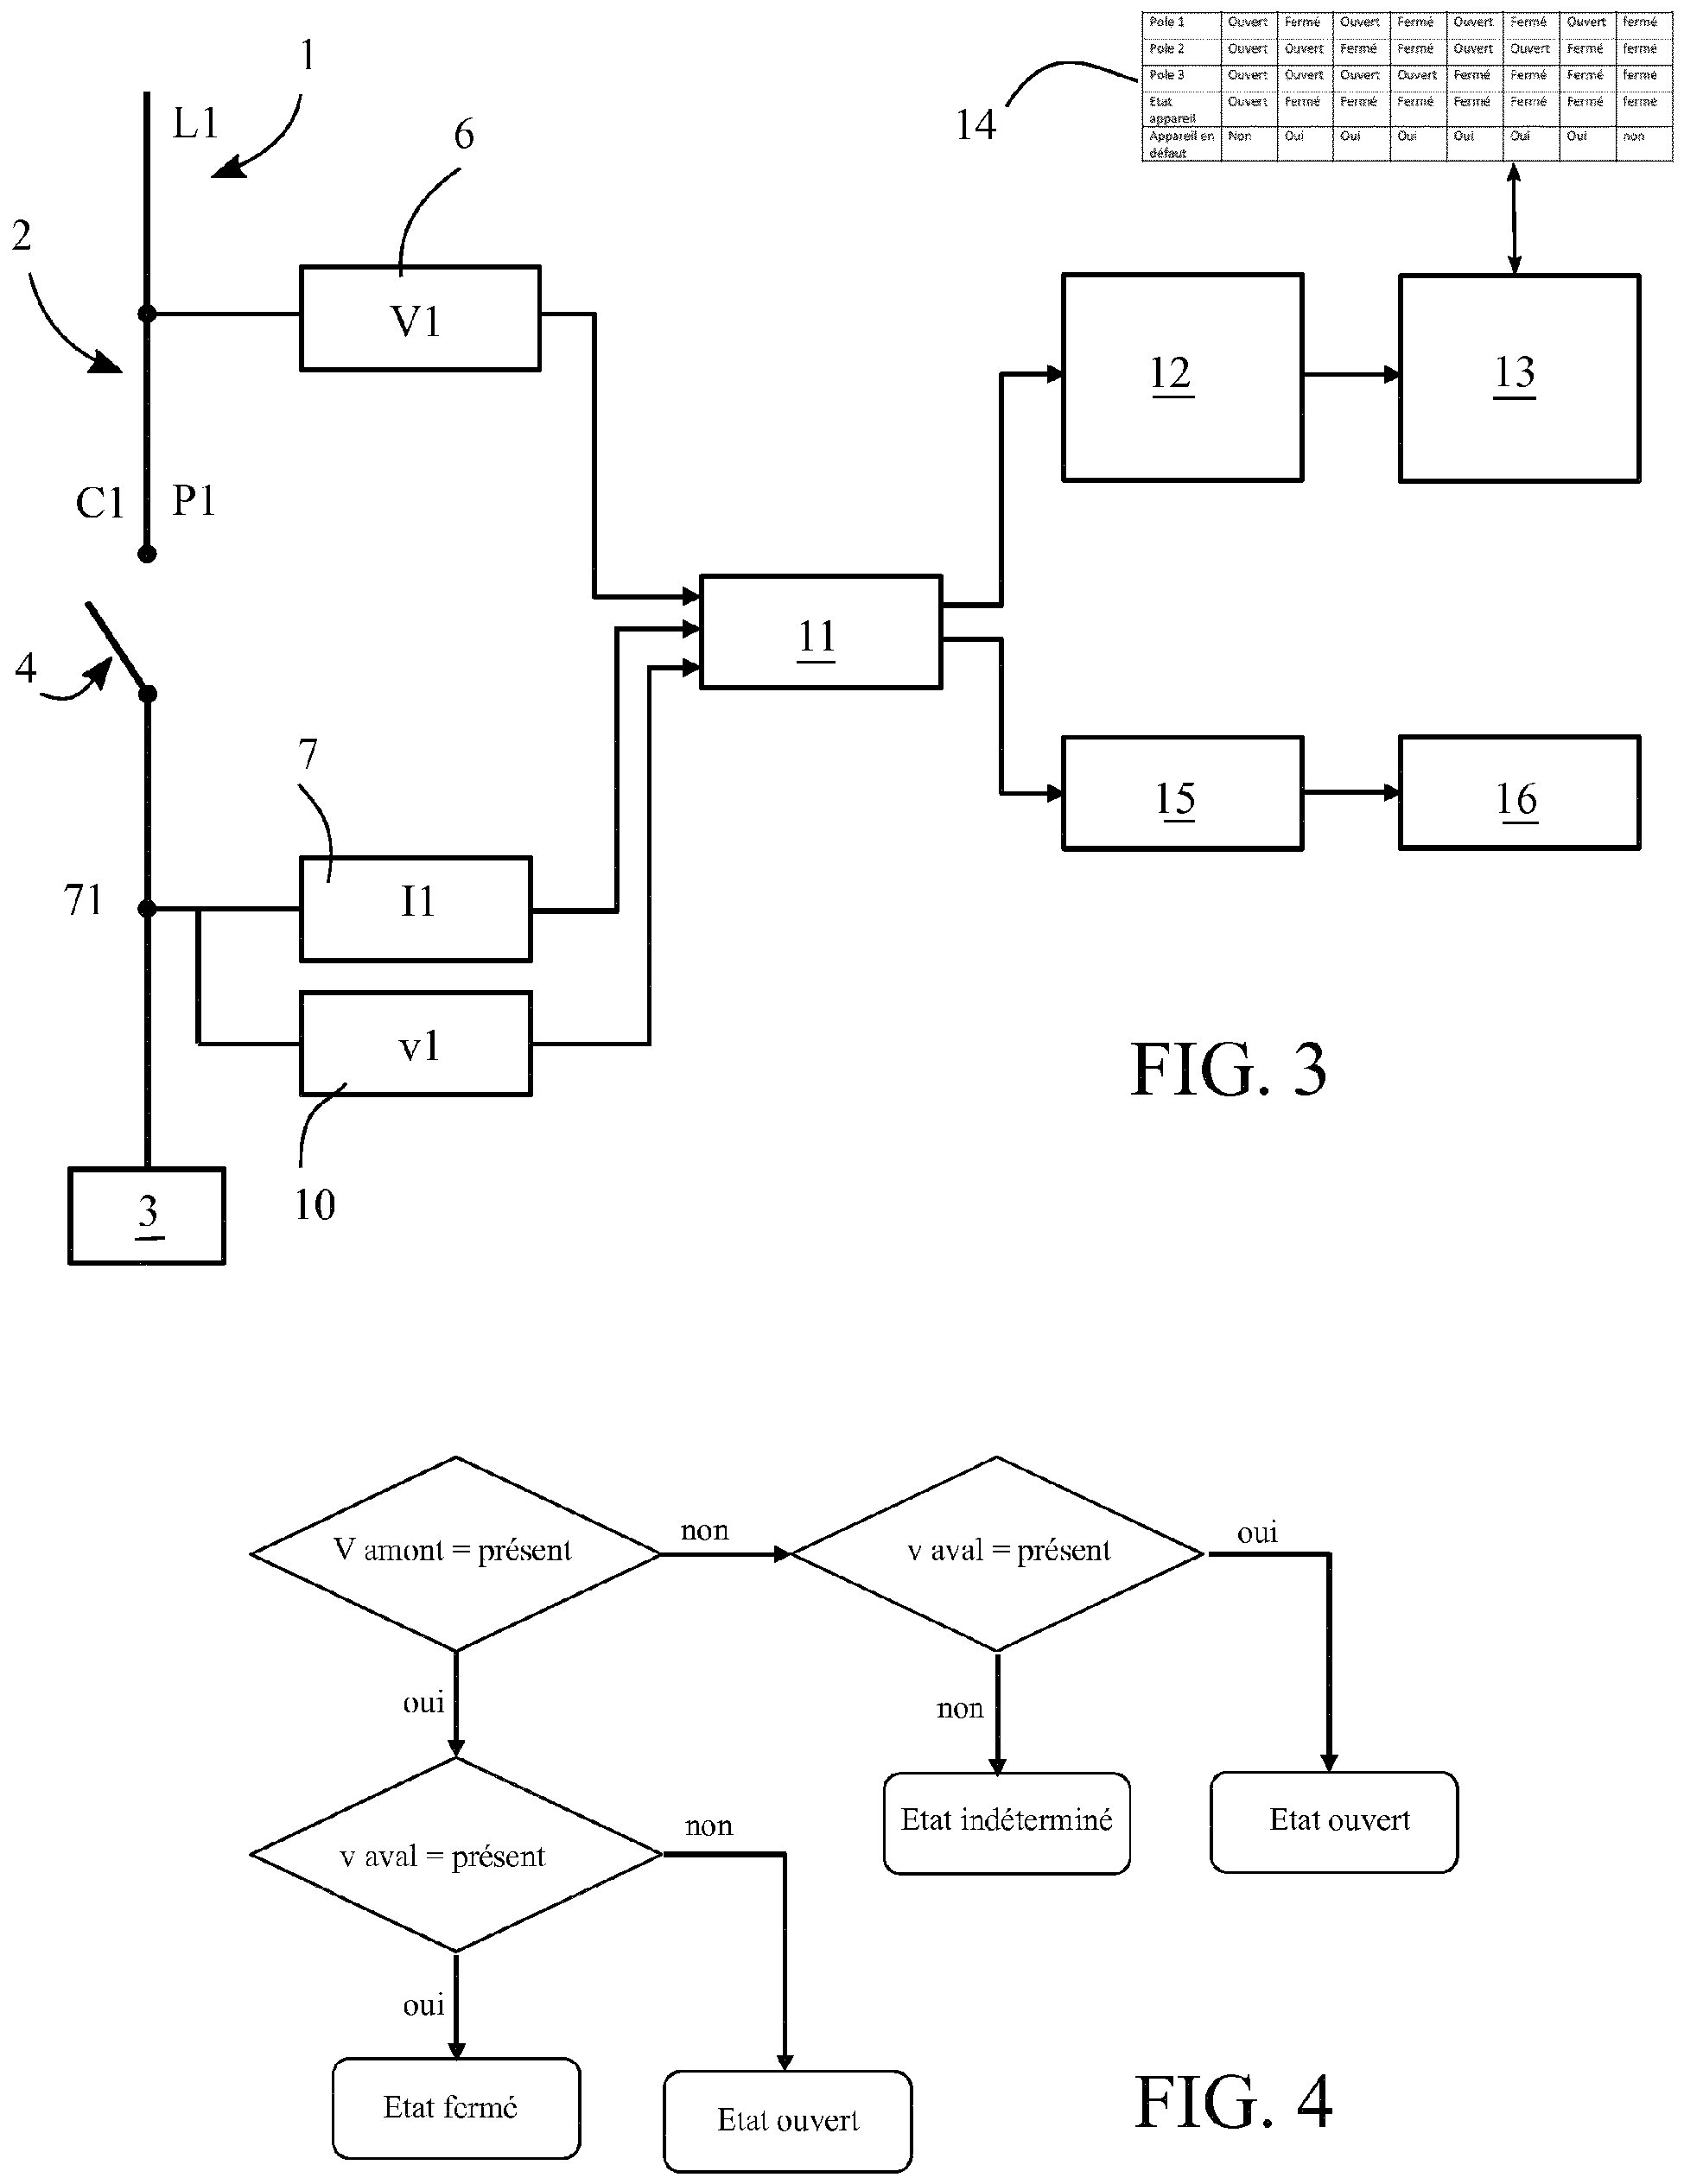 Pole 1 Ouvert Fermé Ouvert Fermé Ouvert Fermé Ouvert fermé
Pole 2 Ouvert Ouvert Fermé Fermé Ouvert Ouvert Fermé fermé
Pole 3 Ouvert Ouvert Ouvert Ouvert Fermé Fermé Fermé fermé
Etat appareil Ouvert Fermé Fermé Fermé Fermé Fermé Fermé fermé
Appareil en défaut Non Oui Oui Oui Oui Oui Oui non
14
1
L1
6
2
V1
12
13
C1 P1
11
4
7
15
16
71
I1
v1
10
3
FIG. 3
V amont = présent
non
v aval = présent
oui
oui
non
Etat indéterminé
Etat ouvert
v aval = présent
non
oui
Etat fermé
Etat ouvert
FIG. 4